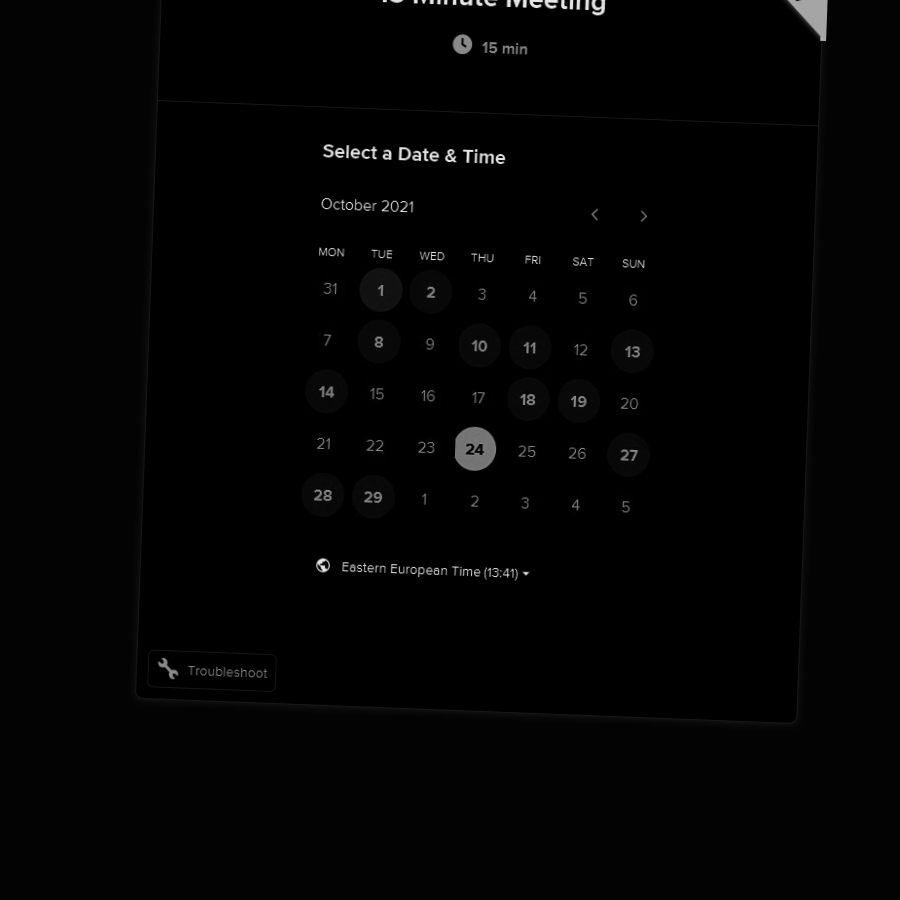 15 Minute Meeting
15 min
Select a Date & Time
October 2021
MON TUE WED THU FRI SAT SUN
31 1 2 3 4 5 6
7 8 9 10 11 12 13
14 15 16 17 18 19 20
21 22 23 24 25 26 27
28 29 1 2 3 4 5
Eastern European Time (13:41)
Troubleshoot